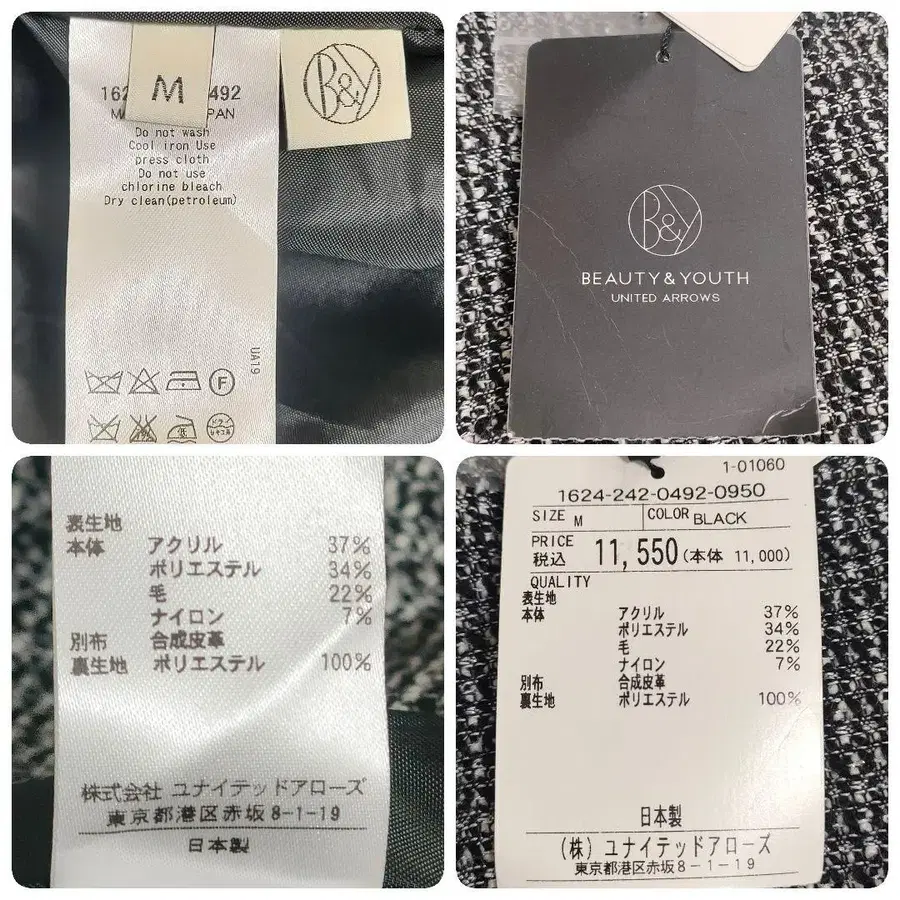 M
B&Y
162 492
M PAN
Do not wash
Cool iron Use
press cloth
Do not use
chlorine bleach
Dry clean(petroleum)
UA19
F
B&Y
BEAUTY & YOUTH
UNITED ARROWS
表生地
本体 アクリル 37%
ポリエステル 34%
毛 22%
ナイロン 7%
別布 合成皮革
裏生地 ポリエステル 100%
株式会社 ユナイテッドアローズ
東京都港区赤坂8-1-19
日本製
1-01060
1624-242-0492-0950
SIZE M COLOR BLACK
PRICE
税込 11,550(本体 11,000)
QUALITY
表生地
本体 アクリル 37%
ポリエステル 34%
毛 22%
ナイロン 7%
別布 合成皮革
裏生地 ポリエステル 100%
日本製
(株) ユナイテッドアローズ
東京都港区赤坂8-1-19